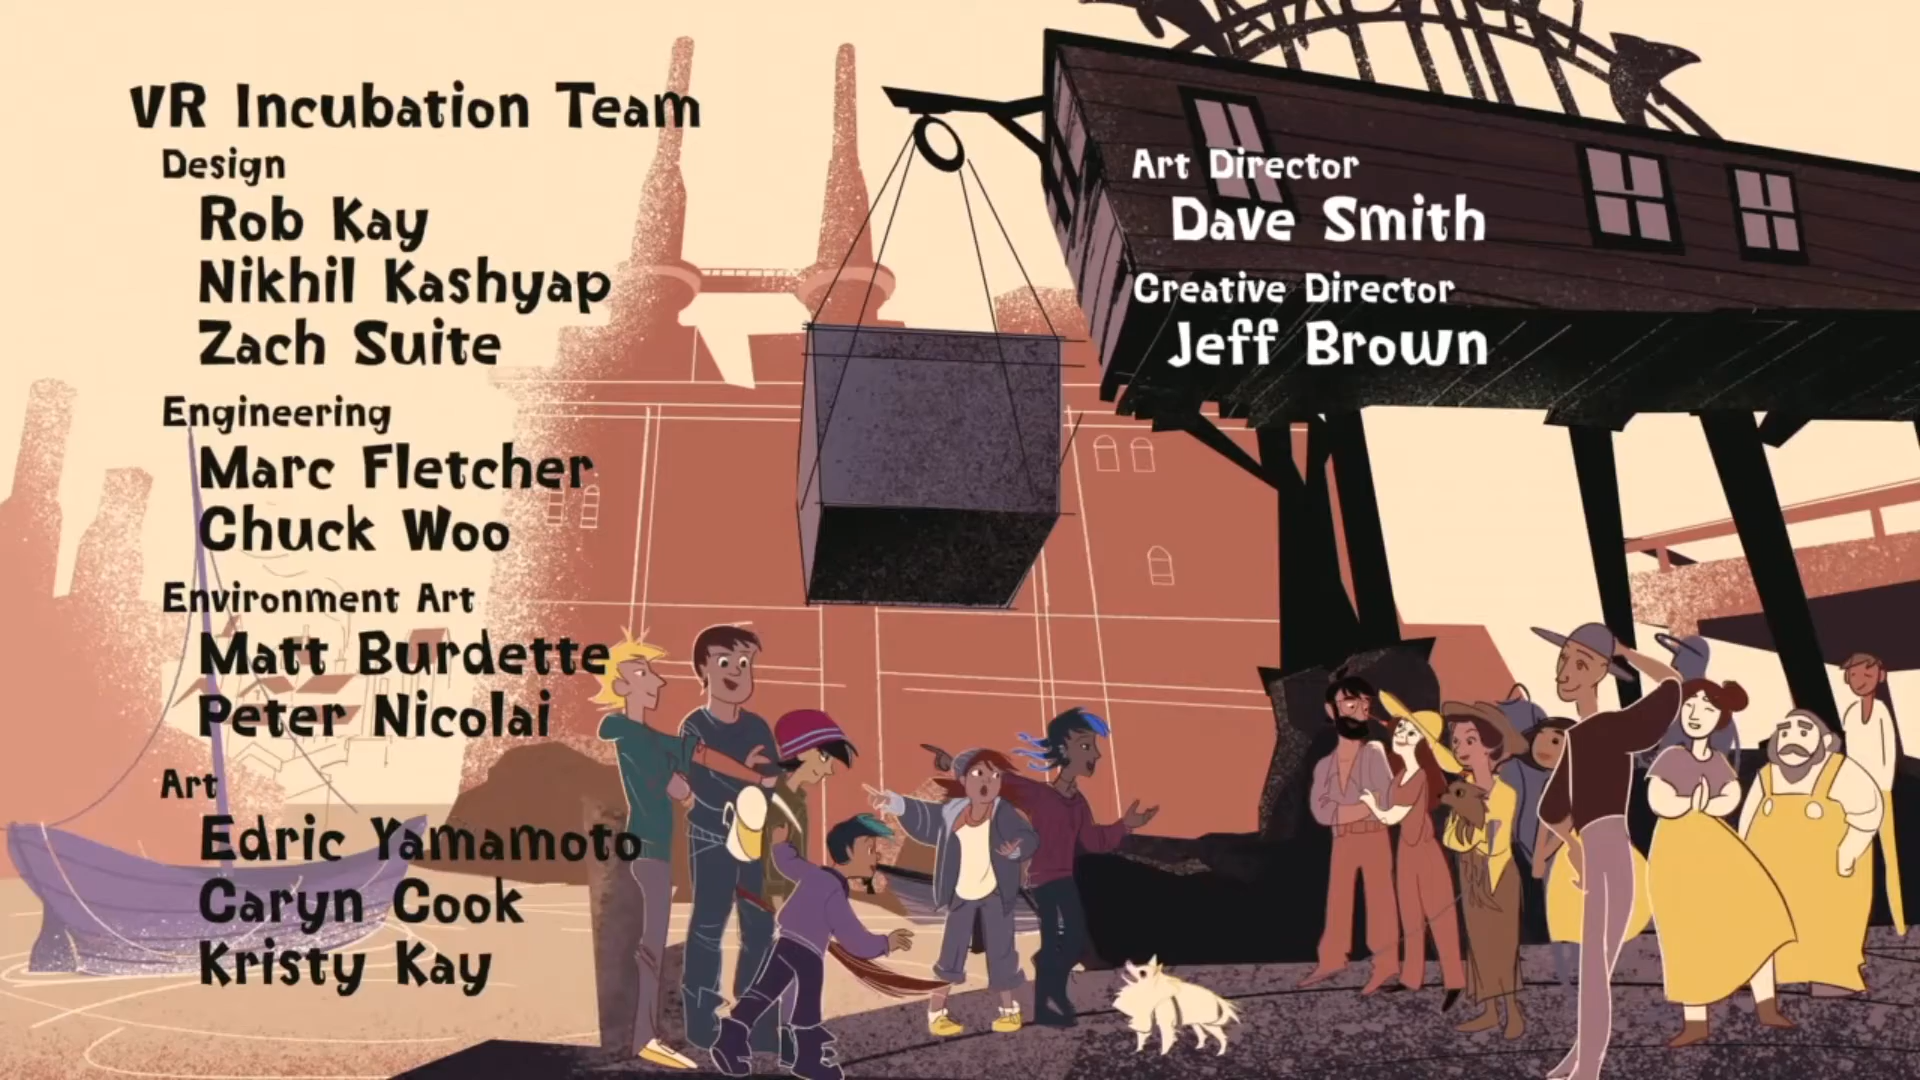 VR Incubation Team
Design
Rob Kay
Nikhil Kashyap
Zach Suite
Engineering
Marc Fletcher
Chuck Woo
Environment Art
Matt Burdette
Peter Nicolai
Art
Edric Yamamoto
Caryn Cook
Kristy Kay
Art Director
Dave Smith
Creative Director
Jeff Brown